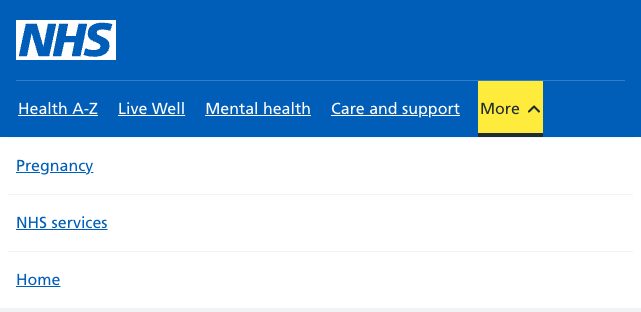 NHS
Health A-Z Live Well Mental health Care and support More
Pregnancy
NHS services
Home